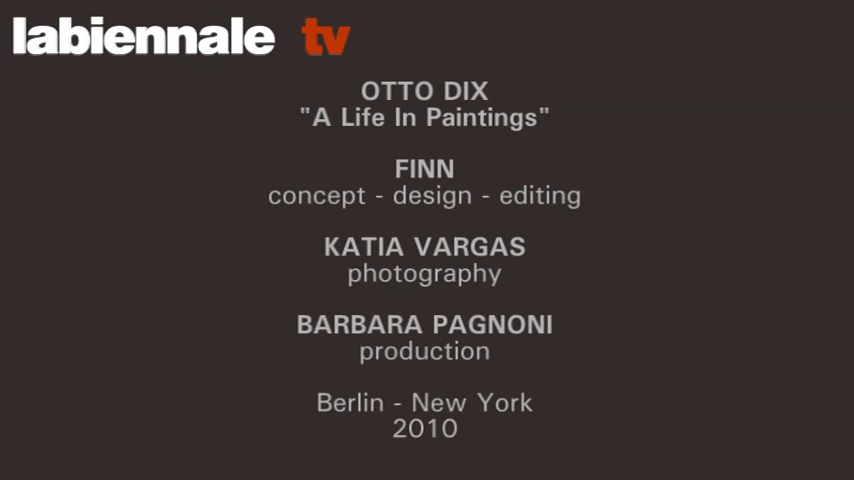 labiennale tv
OTTO DIX
"A Life In Paintings"
FINN
concept - design - editing
KATIA VARGAS
photography
BARBARA PAGNONI
production
Berlin - New York
2010